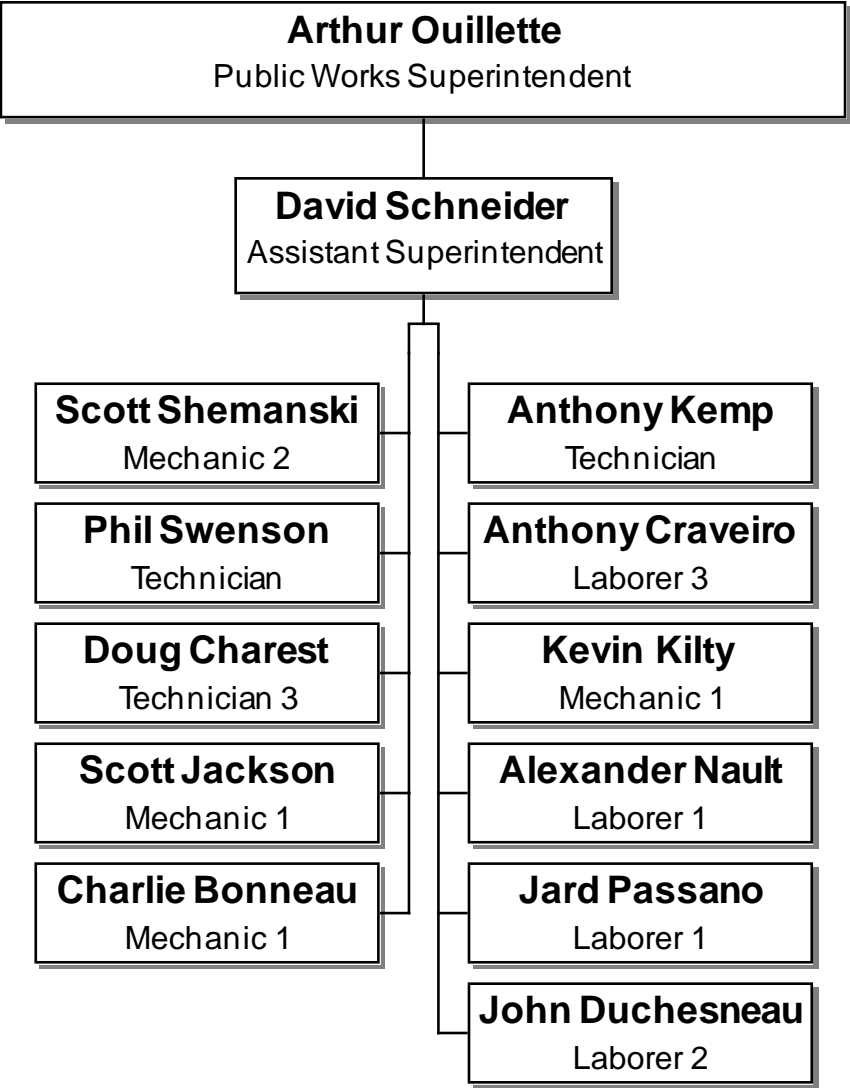 Arthur Ouillette
Public Works Superintendent
David Schneider
Assistant Superintendent
Scott Shemanski
Mechanic 2
Phil Swenson
Technician
Doug Charest
Technician 3
Scott Jackson
Mechanic 1
Charlie Bonneau
Mechanic 1
Anthony Kemp
Technician
Anthony Craveiro
Laborer 3
Kevin Kilty
Mechanic 1
Alexander Nault
Laborer 1
Jard Passano
Laborer 1
John Duchesneau
Laborer 2